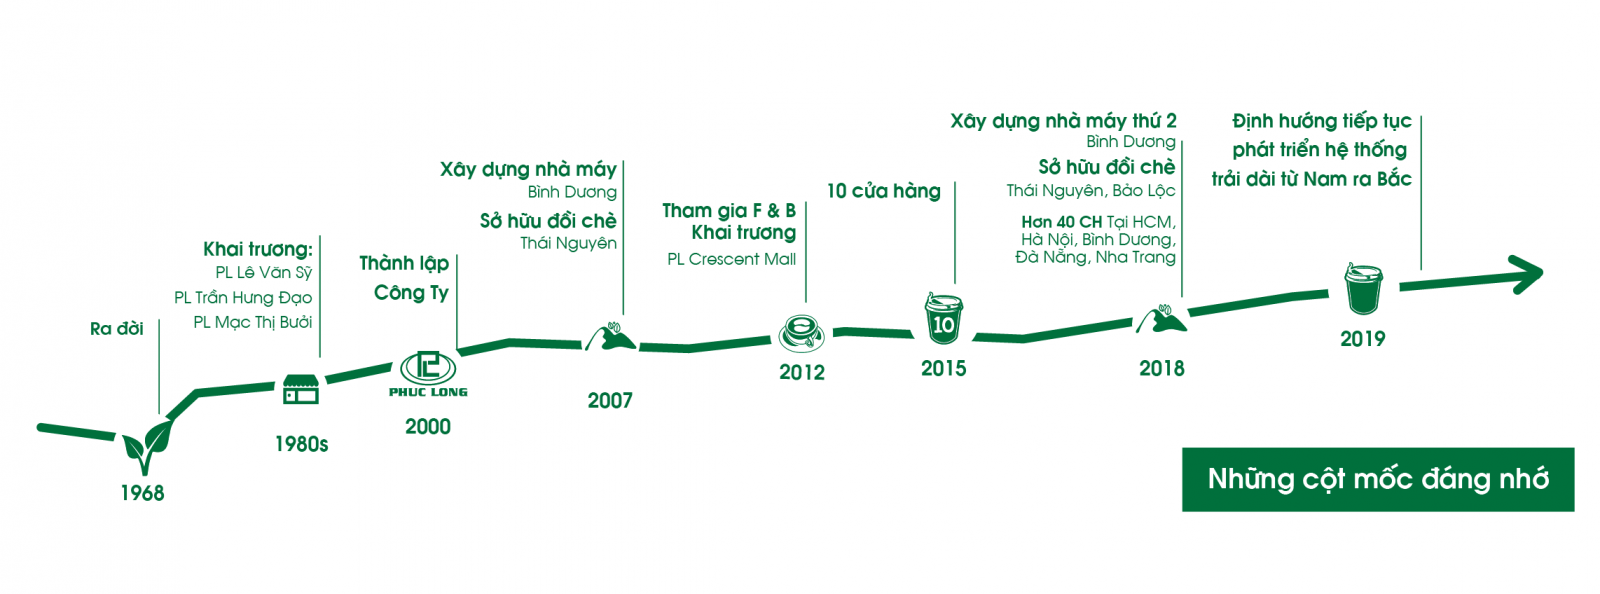 Ra đời
1968
Khai trương:
PL Lê Văn Sỹ
PL Trần Hưng Đạo
PL Mạc Thị Bưởi
1980s
Thành lập
Công Ty
PHUC LONG
2000
Xây dựng nhà máy
Bình Dương
Sở hữu đồi chè
Thái Nguyên
2007
Tham gia F & B
Khai trương
PL Crescent Mall
2012
10 cửa hàng
10
2015
Xây dựng nhà máy thứ 2
Bình Dương
Sở hữu đồi chè
Thái Nguyên, Bảo Lộc
Hơn 40 CH Tại HCM,
Hà Nội, Bình Dương,
Đà Nẵng, Nha Trang
2018
Định hướng tiếp tục
phát triển hệ thống
trải dài từ Nam ra Bắc
2019
Những cột mốc đáng nhớ